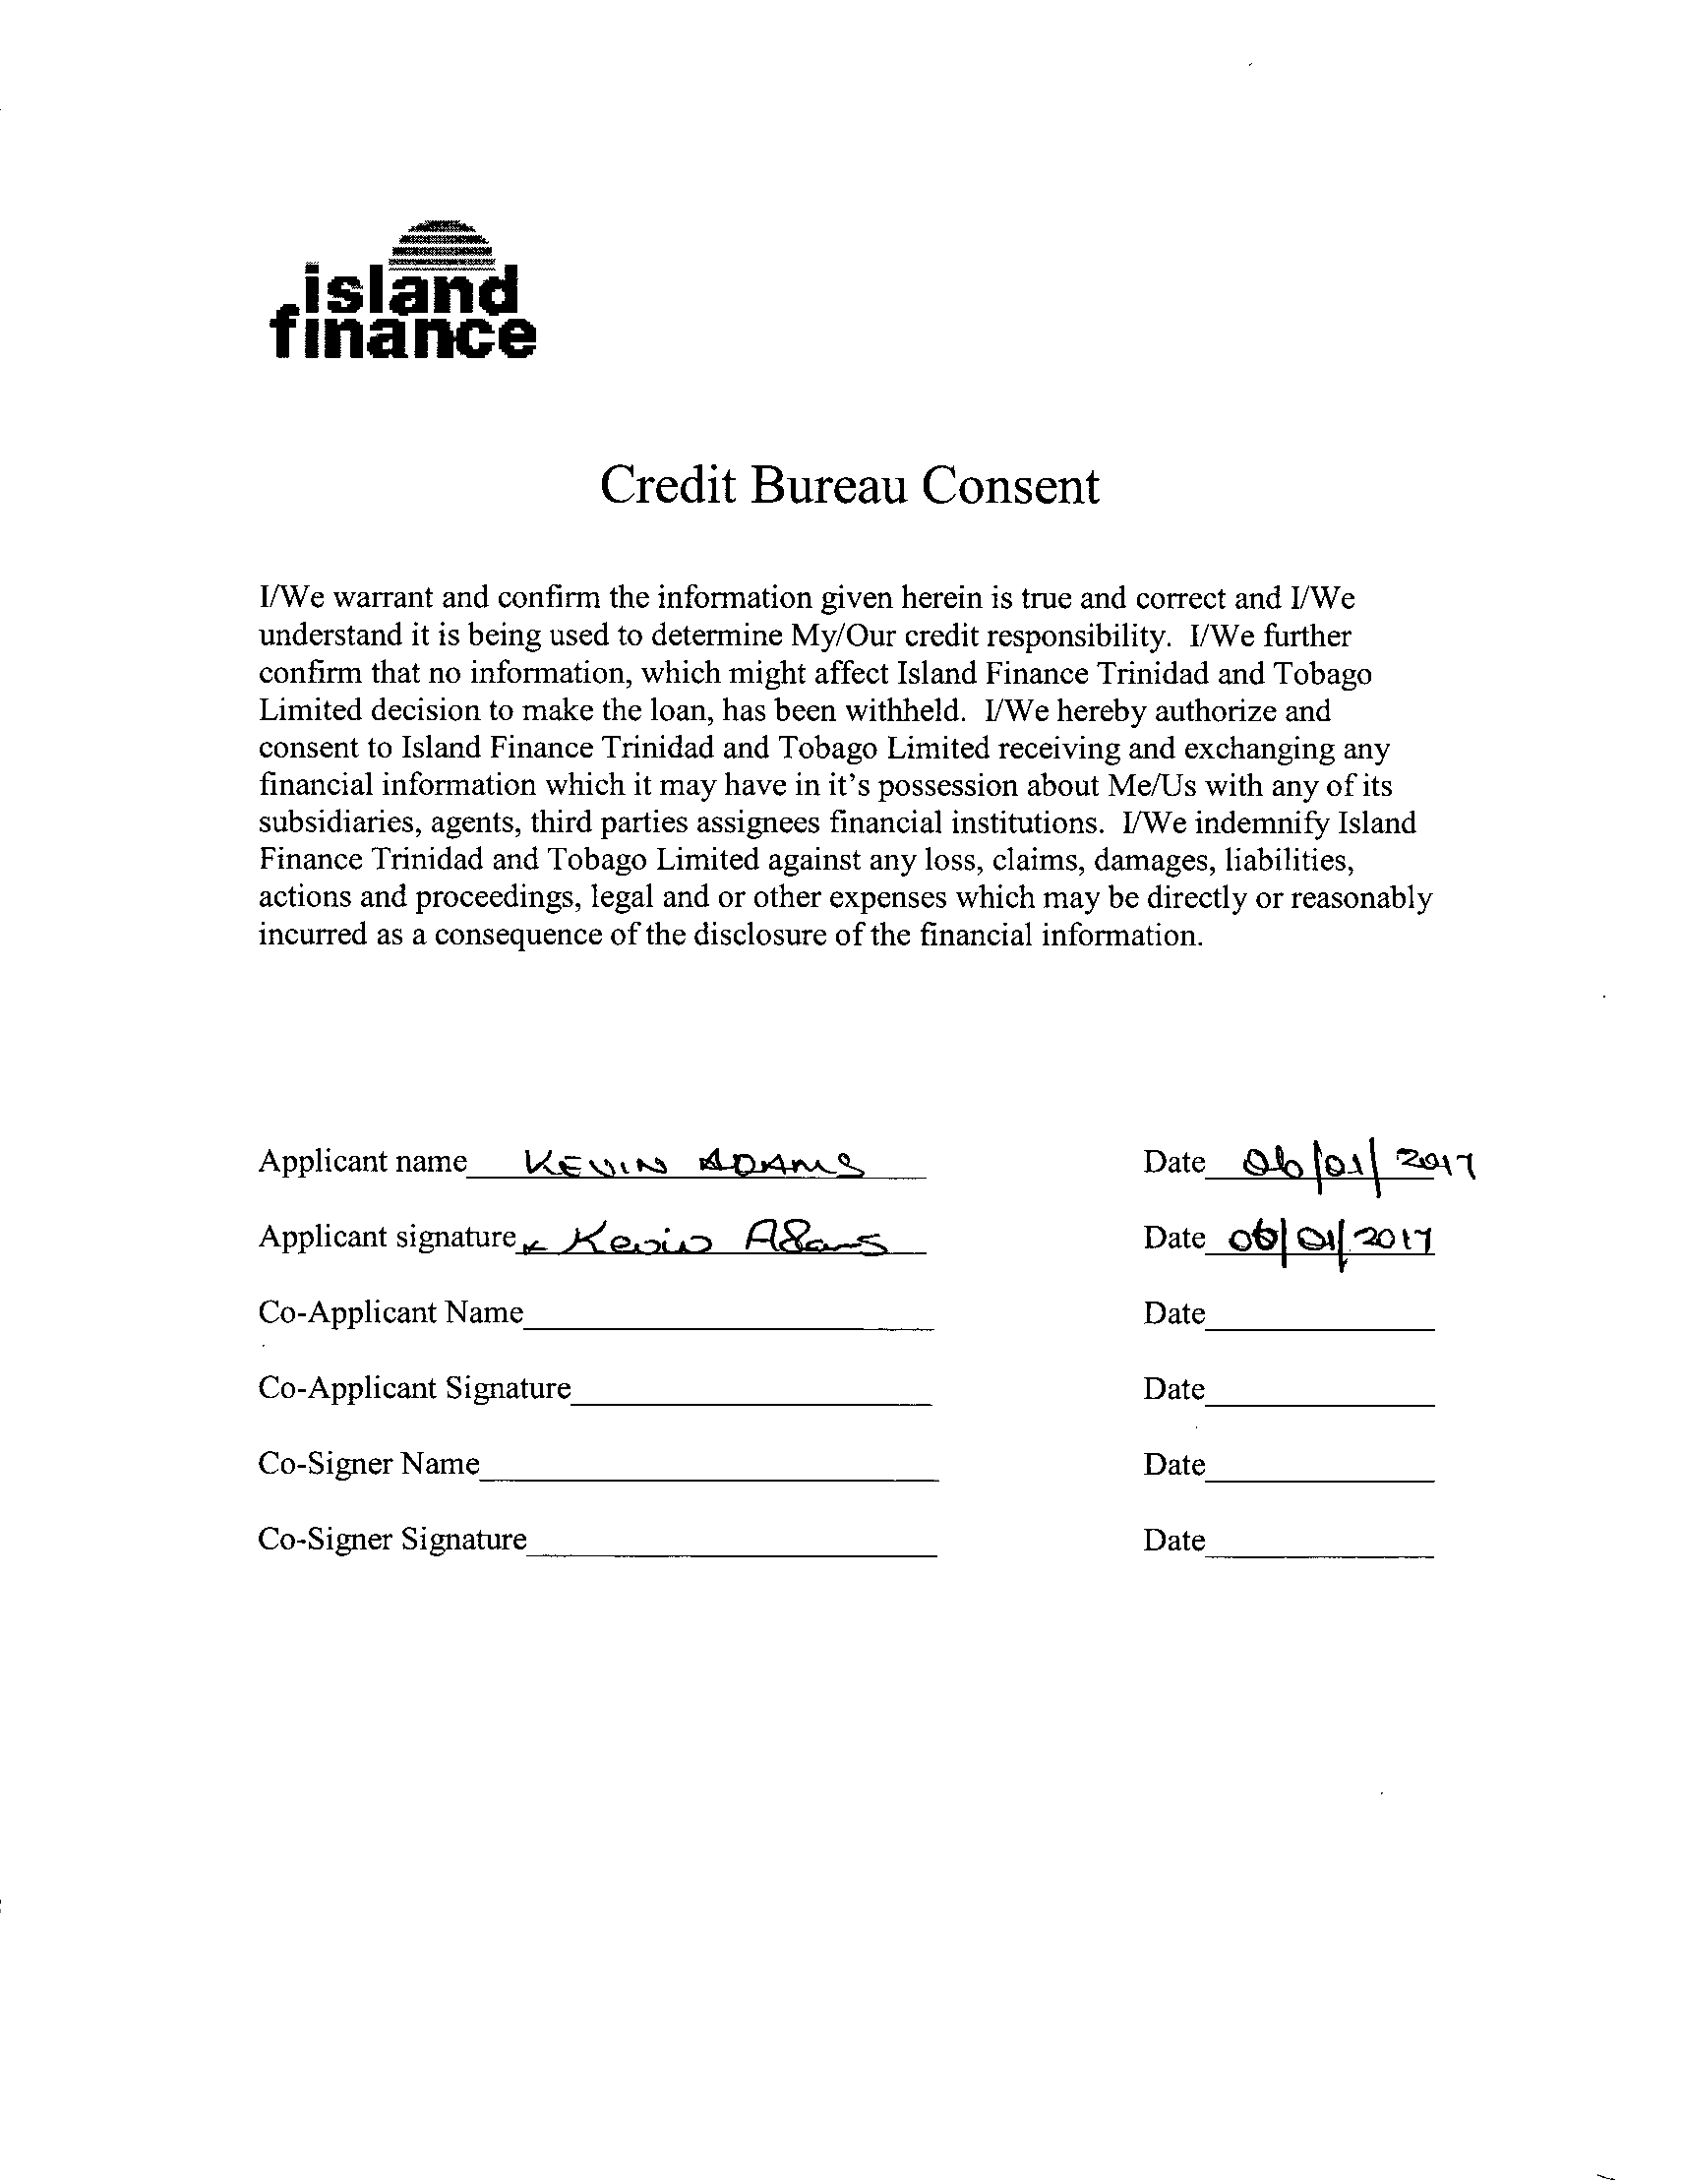 island
finance
Credit Bureau Consent
I/We warrant and confirm the information given herein is true and correct and I/We
understand it is being used to determine My/Our credit responsibility. I/We further
confirm that no information, which might affect Island Finance Trinidad and Tobago
Limited decision to make the loan, has been withheld. I/We hereby authorize and
consent to Island Finance Trinidad and Tobago Limited receiving and exchanging any
financial information which it may have in it's possession about Me/Us with any of its
subsidiaries, agents, third parties assignees financial institutions. I/We indemnify Island
Finance Trinidad and Tobago Limited against any loss, claims, damages, liabilities,
actions and proceedings, legal and or other expenses which may be directly or reasonably
incurred as a consequence of the disclosure of the financial information.
Applicant name KEVIN ADAMS Date 06/01/2017
Applicant signature x Kevin Adams Date 06/01/2017
Co-Applicant Name Date
Co-Applicant Signature Date
Co-Signer Name Date
Co-Signer Signature Date